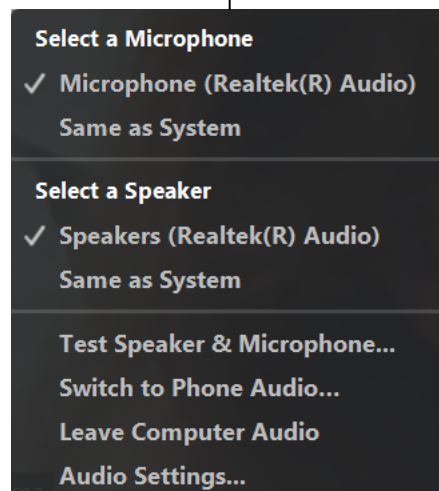 Select a Microphone
✓ Microphone (Realtek(R) Audio)
Same as System
Select a Speaker
✓ Speakers (Realtek(R) Audio)
Same as System
Test Speaker & Microphone...
Switch to Phone Audio...
Leave Computer Audio
Audio Settings...